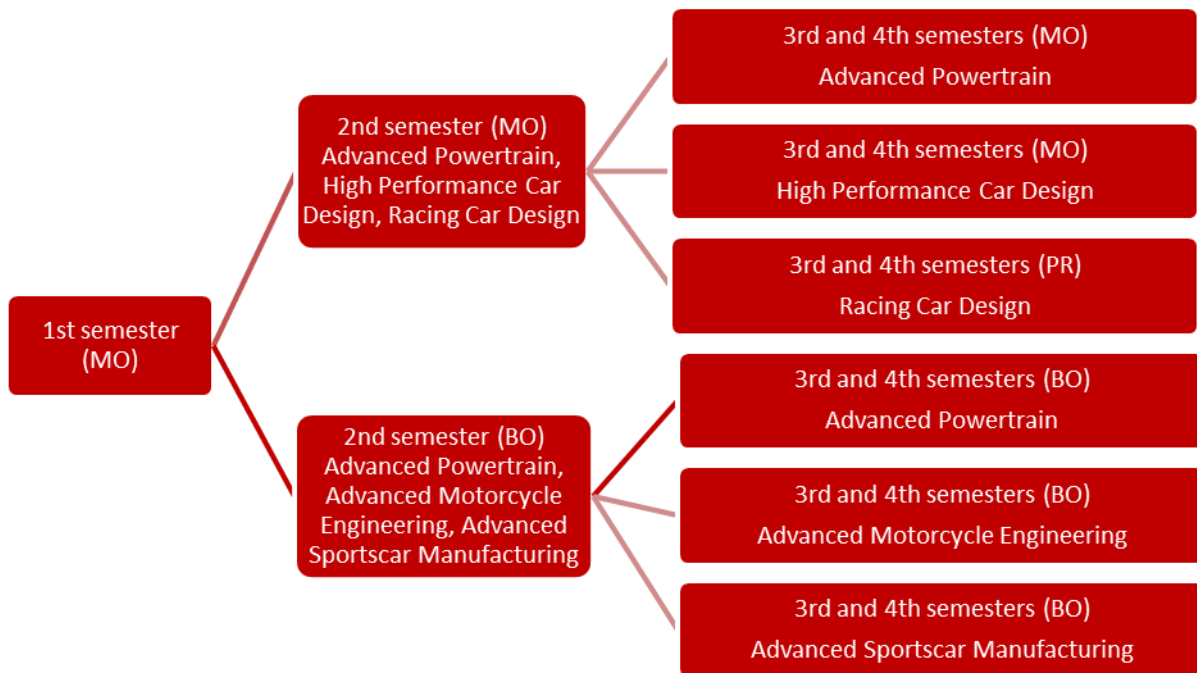 1st semester
(MO)
2nd semester (MO)
Advanced Powertrain,
High Performance Car
Design, Racing Car Design
2nd semester (BO)
Advanced Powertrain,
Advanced Motorcycle
Engineering, Advanced
Sportscar Manufacturing
3rd and 4th semesters (MO)
Advanced Powertrain
3rd and 4th semesters (MO)
High Performance Car Design
3rd and 4th semesters (PR)
Racing Car Design
3rd and 4th semesters (BO)
Advanced Powertrain
3rd and 4th semesters (BO)
Advanced Motorcycle Engineering
3rd and 4th semesters (BO)
Advanced Sportscar Manufacturing